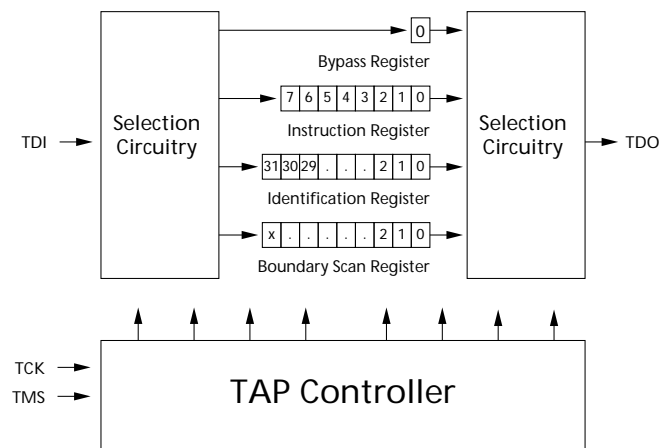 0
Bypass Register
7 6 5 4 3 2 1 0
Instruction Register
TDI
Selection
Circuitry
Selection
Circuitry
TDO
31 30 29 . . . 2 1 0
Identification Register
x . . . . . 2 1 0
Boundary Scan Register
TCK
TMS
TAP Controller